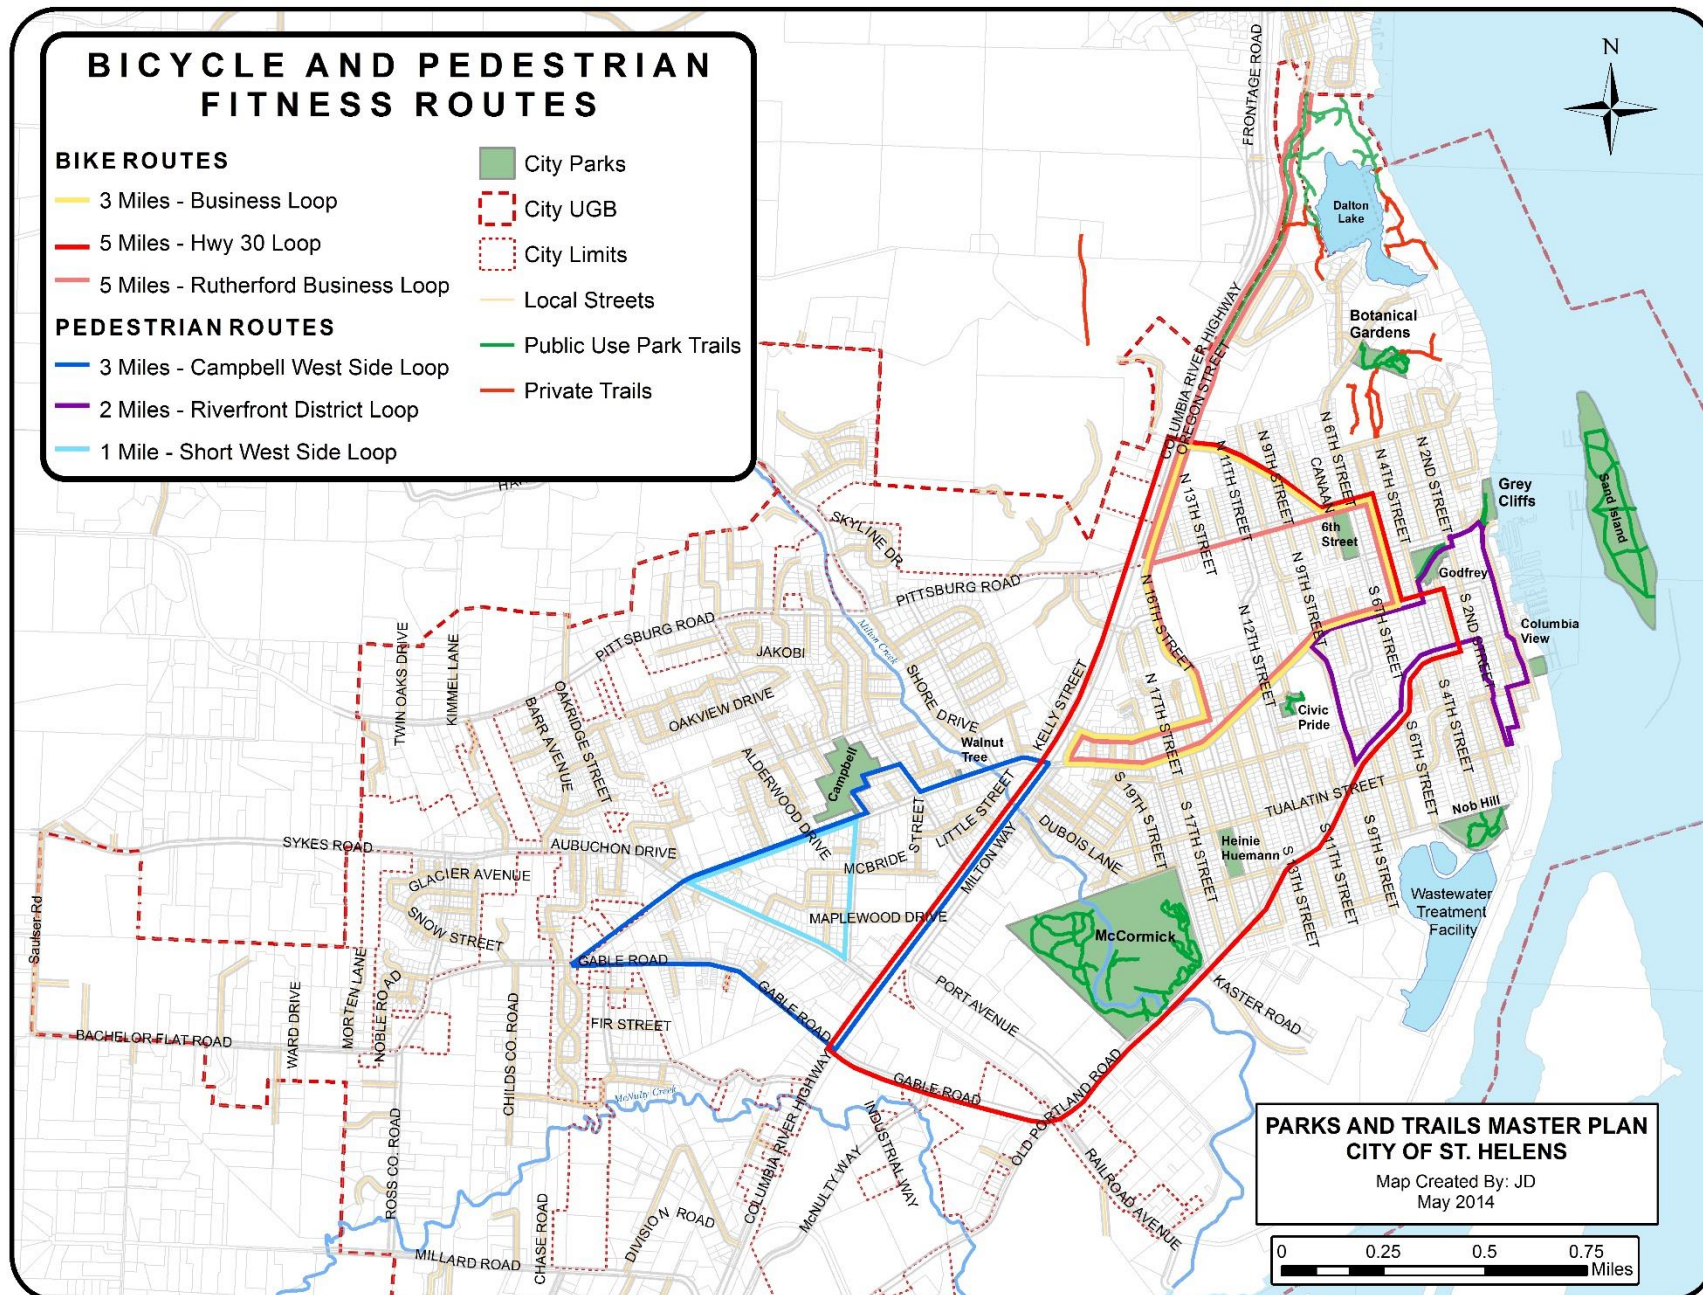 BICYCLE AND PEDESTRIAN
FITNESS ROUTES
BIKE ROUTES
3 Miles - Business Loop
5 Miles - Hwy 30 Loop
5 Miles - Rutherford Business Loop
PEDESTRIAN ROUTES
3 Miles - Campbell West Side Loop
2 Miles - Riverfront District Loop
1 Mile - Short West Side Loop
City Parks
City UGB
City Limits
Local Streets
Public Use Park Trails
Private Trails
N
FRONTAGE ROAD
Dalton
Lake
COLUMBIA RIVER HIGHWAY
OREGON STREET
Botanical
Gardens
Sand Island
Grey
Cliffs
N 2ND STREET
N 4TH STREET
N 6TH STREET
CANAAN
N 9TH STREET
N 11TH STREET
N 13TH STREET
6th
Street
Godfrey
N 9TH STREET
N 12TH STREET
N 16TH STREET
N 17TH STREET
S 6TH STREET
S 2ND STREET
Columbia
View
Civic
Pride
S 4TH STREET
S 6TH STREET
SKYLINE DR
PITTSBURG ROAD
PITTSBURG ROAD
Milton Creek
JAKOBI
SHORE DRIVE
KELLY STREET
TWIN OAKS DRIVE
KIMMEL LANE
BARR AVENUE
OAKRIDGE STREET
OAKVIEW DRIVE
ALDERWOOD DRIVE
Campbell
Walnut
Tree
STREET
LITTLE STREET
MILTON WAY
MCBRIDE
DUBOIS LANE
S 19TH STREET
S 17TH STREET
TUALATIN STREET
Nob Hill
Heinie
Huemann
S 13TH STREET
S 11TH STREET
S 9TH STREET
Wastewater
Treatment
Facility
SYKES ROAD
AUBUCHON DRIVE
GLACIER AVENUE
SNOW STREET
MAPLEWOOD DRIVE
McCormick
Saulser Rd
GABLE ROAD
GABLE ROAD
PORT AVENUE
KASTER ROAD
BACHELOR FLAT ROAD
WARD DRIVE
MORTEN LANE
NOBLE ROAD
CHILDS CO. ROAD
FIR STREET
McNulty Creek
GABLE ROAD
OLD PORTLAND ROAD
ROSS CO. ROAD
COLUMBIA RIVER HIGHWAY
INDUSTRIAL WAY
McNULTY WAY
RAILROAD AVENUE
CHASE ROAD
DIVISION ROAD
MILLARD ROAD
PARKS AND TRAILS MASTER PLAN
CITY OF ST. HELENS
Map Created By: JD
May 2014
0 0.25 0.5 0.75
Miles